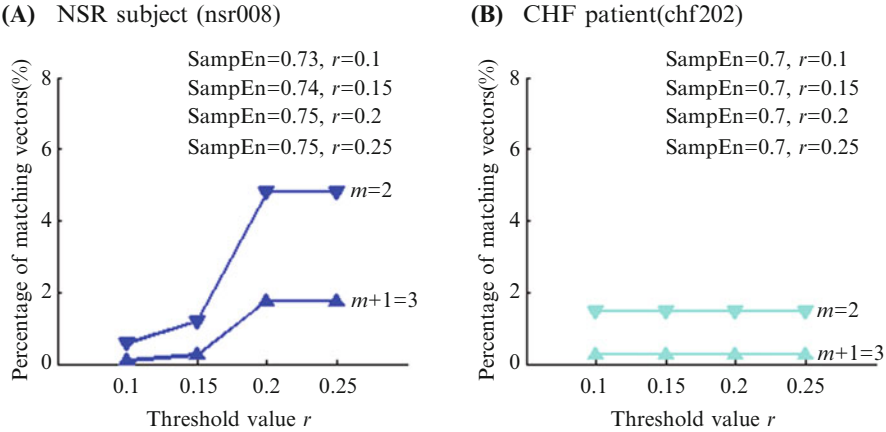 (A) NSR subject (nsr008)
SampEn=0.73, r=0.1
SampEn=0.74, r=0.15
SampEn=0.75, r=0.2
SampEn=0.75, r=0.25
Percentage of matching vectors(%)
8
6
4
2
0
m=2
m+1=3
0.1 0.15 0.2 0.25
Threshold value r
(B) CHF patient(chf202)
SampEn=0.7, r=0.1
SampEn=0.7, r=0.15
SampEn=0.7, r=0.2
SampEn=0.7, r=0.25
Percentage of matching vectors(%)
8
6
4
2
0
m=2
m+1=3
0.1 0.15 0.2 0.25
Threshold value r